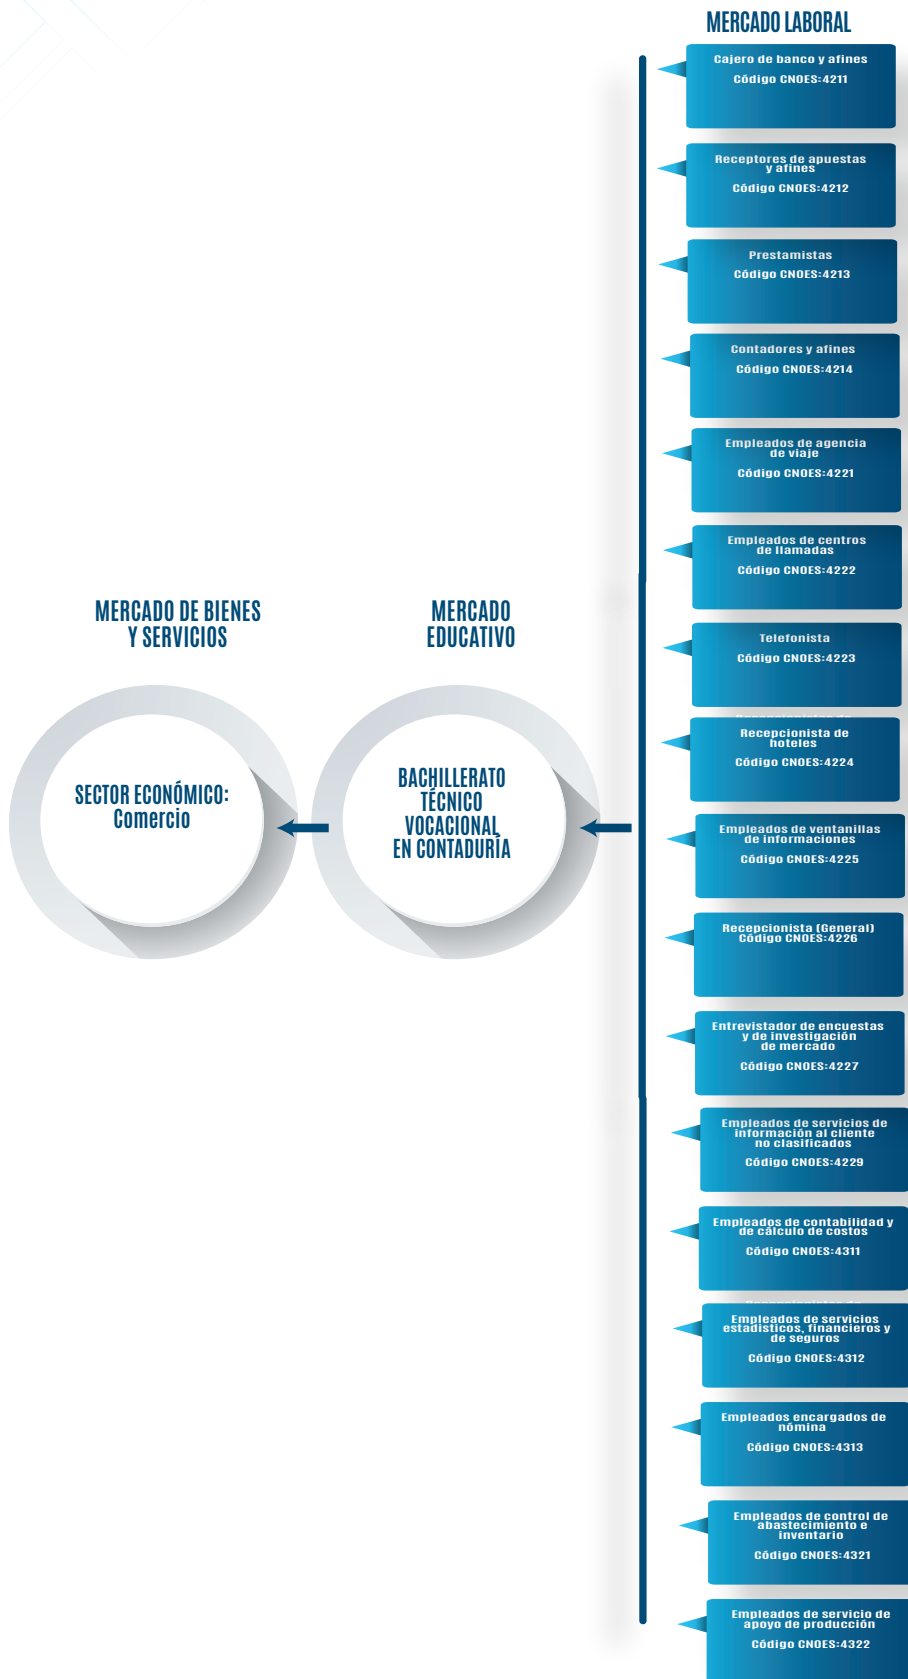 MERCADO LABORAL
Cajero de banco y afines
Código CNOES:4211
Receptores de apuestas
y afines
Código CNOES:4212
Prestamistas
Código CNOES:4213
Contadores y afines
Código CNOES:4214
Empleados de agencia
de viaje
Código CNOES:4221
Empleados de centros
de llamadas
Código CNOES:4222
Telefonista
Código CNOES:4223
Recepcionista de
hoteles
Código CNOES:4224
Empleados de ventanillas
de informaciones
Código CNOES:4225
Recepcionista (General)
Código CNOES:4226
Entrevistador de encuestas
y de investigación
de mercado
Código CNOES:4227
Empleados de servicios de
información al cliente
no clasificados
Código CNOES:4229
Empleados de contabilidad y
de cálculo de costos
Código CNOES:4311
Empleados de servicios
estadísticos, financieros y
de seguros
Código CNOES:4312
Empleados encargados de
nómina
Código CNOES:4313
Empleados de control de
abastecimiento e
inventario
Código CNOES:4321
Empleados de servicio de
apoyo de producción
Código CNOES:4322
MERCADO DE BIENES
Y SERVICIOS
SECTOR ECONÓMICO:
Comercio
MERCADO
EDUCATIVO
BACHILLERATO
TÉCNICO
VOCACIONAL
EN CONTADURÍA